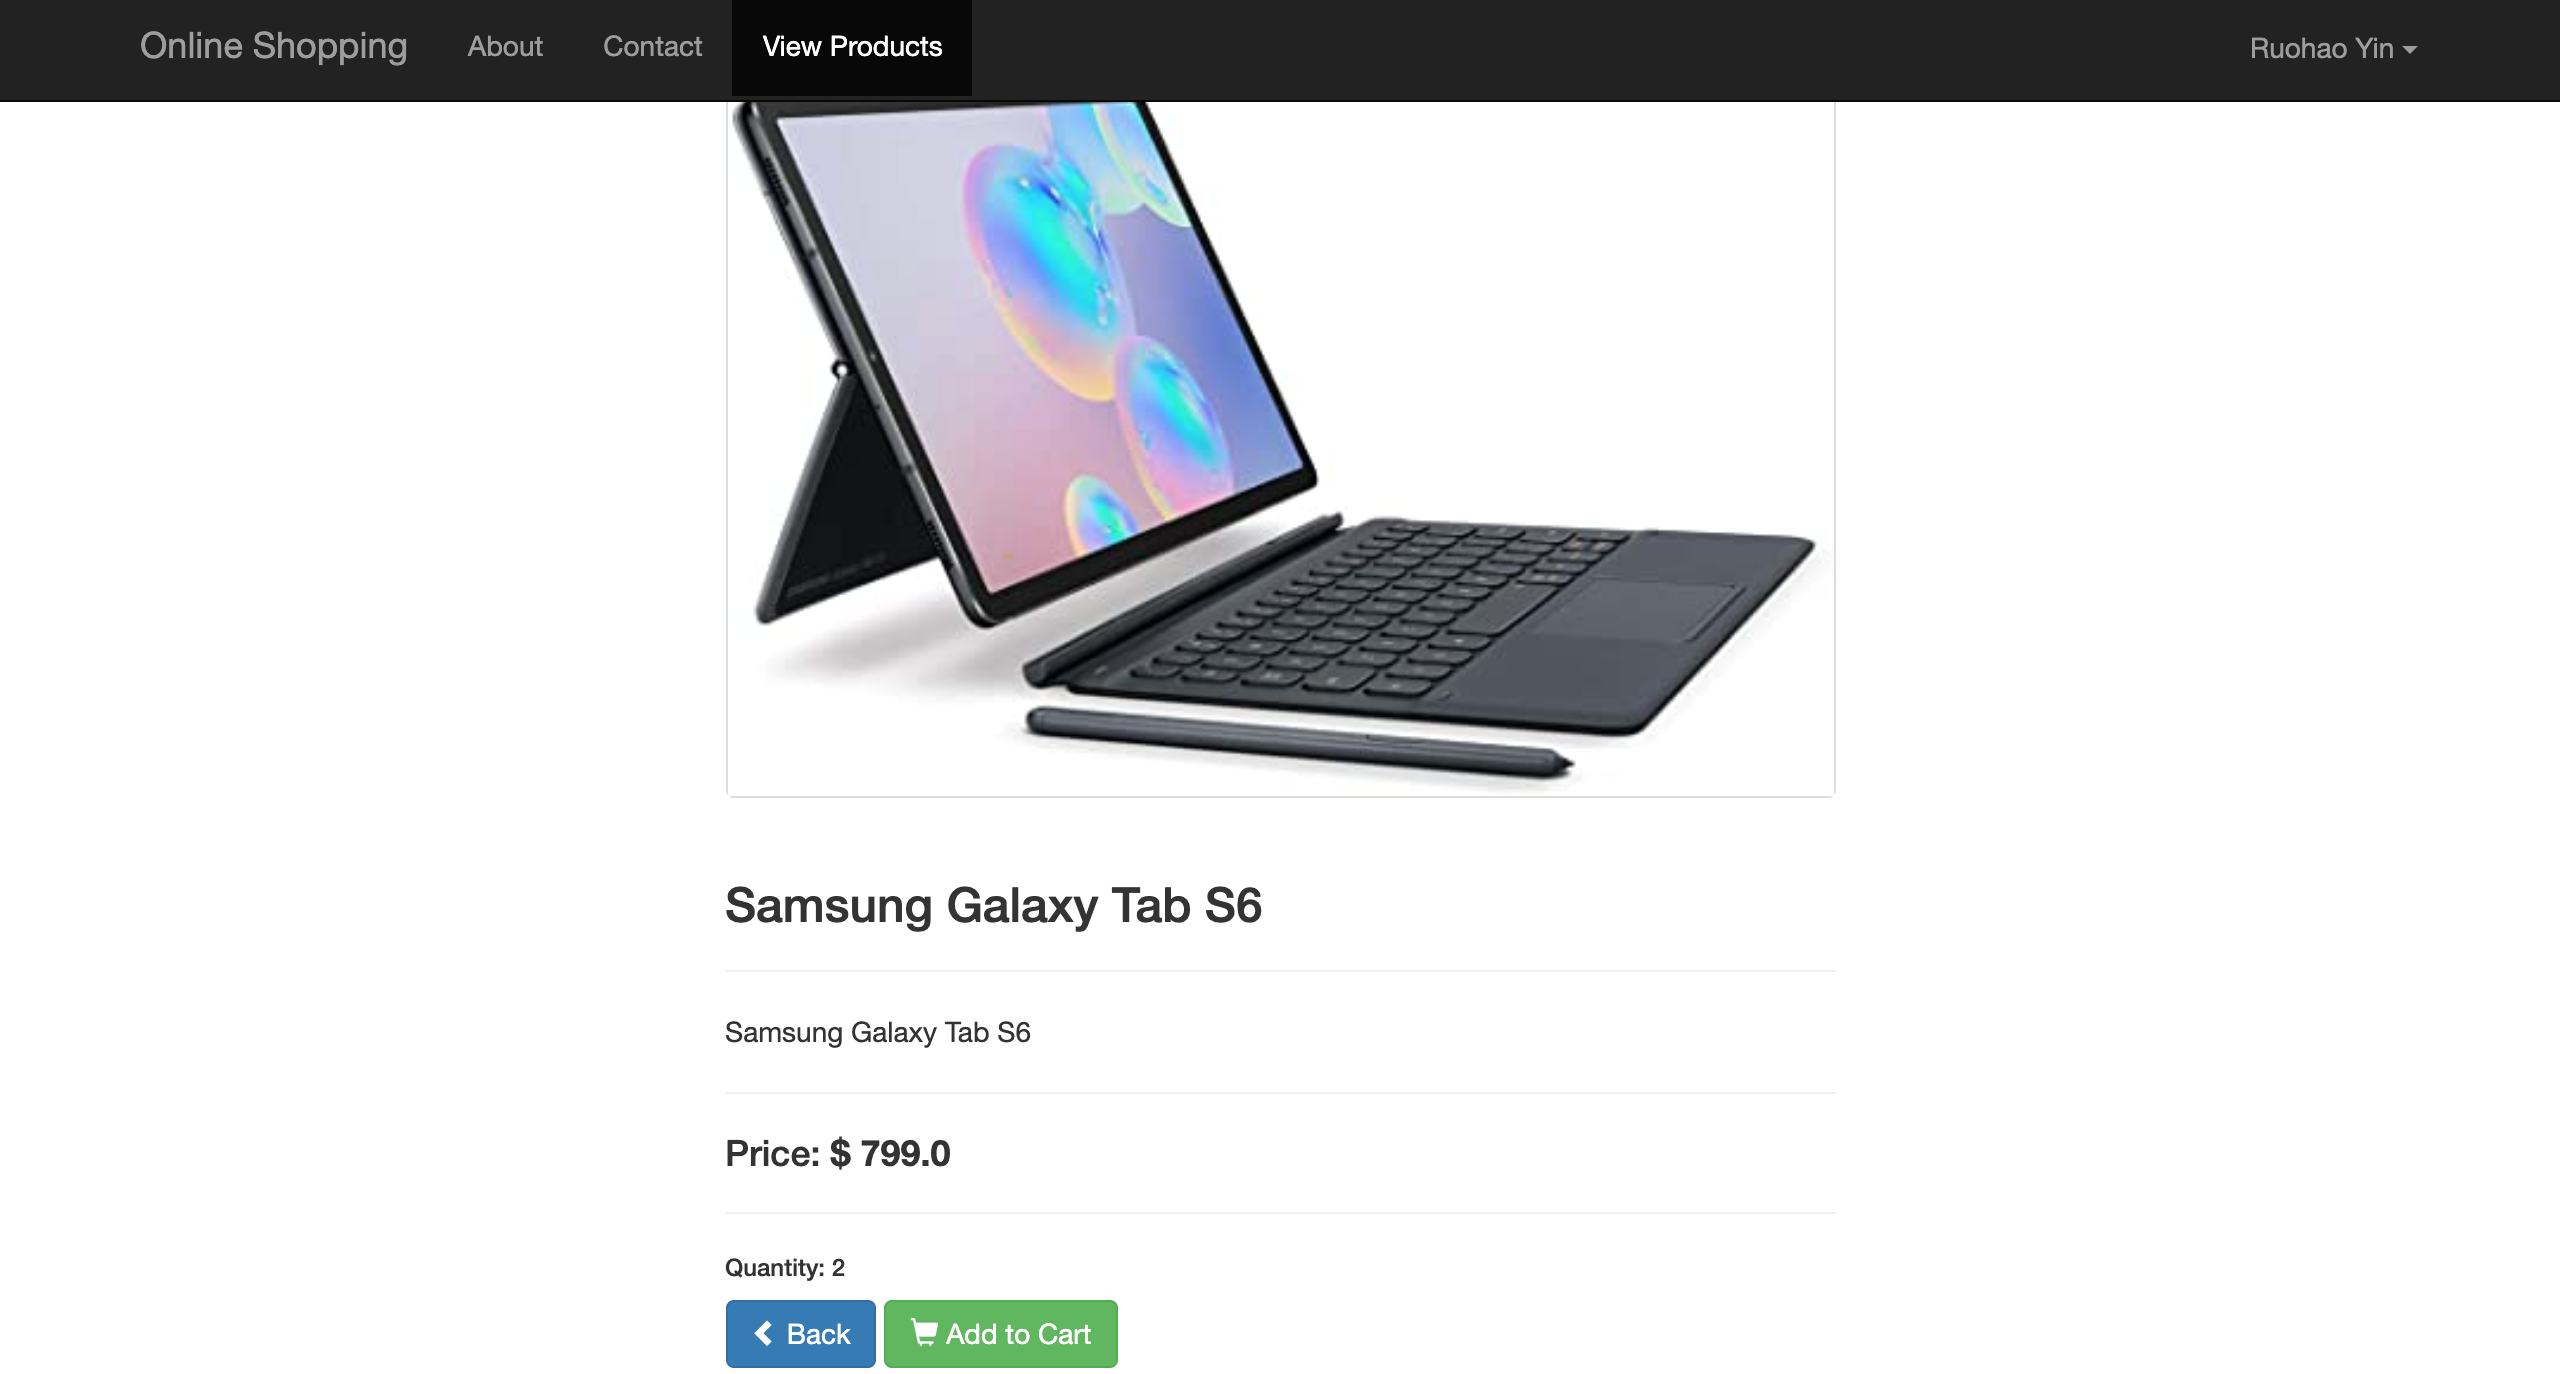 Online Shopping About Contact View Products Ruohao Yin
Samsung Galaxy Tab S6
Samsung Galaxy Tab S6
Price: $ 799.0
Quantity: 2
Back Add to Cart